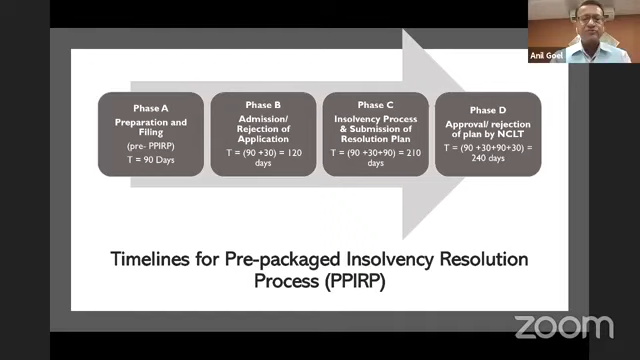 Anil Goel
Phase A
Preparation and
Filing
(pre- PPIRP)
T = 90 Days
Phase B
Admission/
Rejection of
Application
T = (90 +30) = 120
days
Phase C
Insolvency Process
& Submission of
Resolution Plan
T = (90 +30+90) = 210
days
Phase D
Approval/ rejection
of plan by NCLT
T = (90 +30+90+30) =
240 days
Timelines for Pre-packaged Insolvency Resolution
Process (PPIRP)
zoom